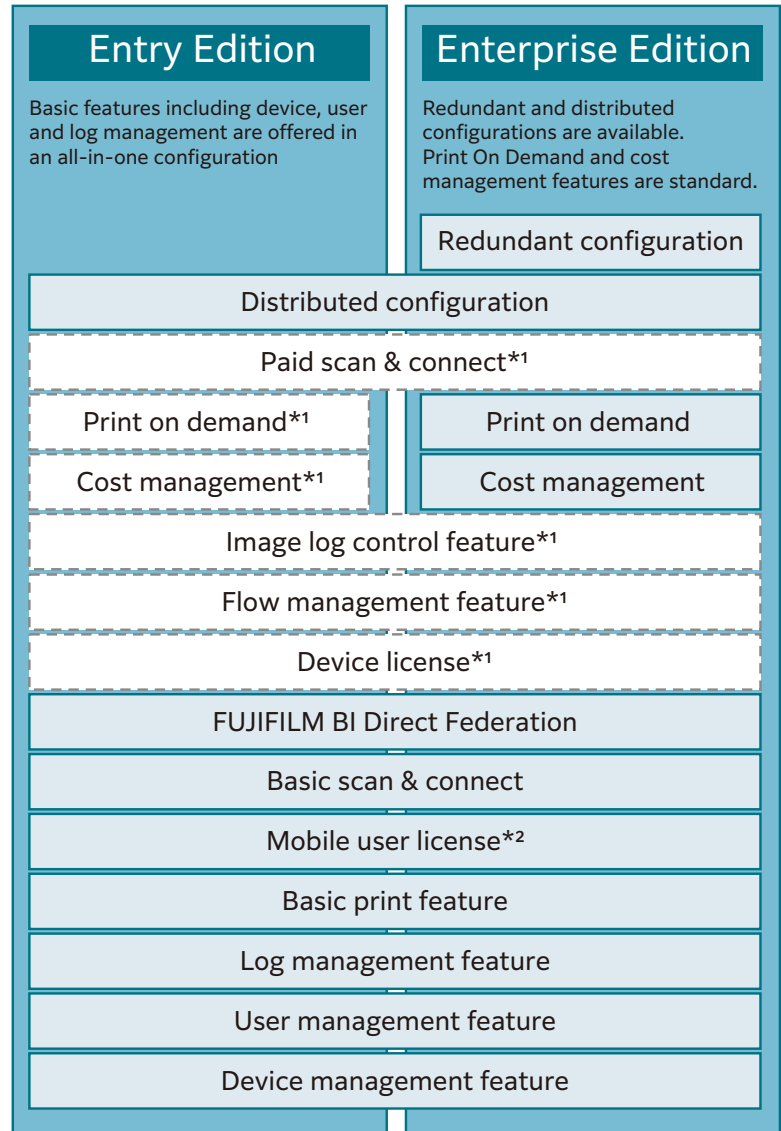 Entry Edition
Basic features including device, user
and log management are offered in
an all-in-one configuration
Enterprise Edition
Redundant and distributed
configurations are available.
Print On Demand and cost
management features are standard.
Redundant configuration
Distributed configuration
Paid scan & connect*¹
Print on demand*¹
Print on demand
Cost management*¹
Cost management
Image log control feature*¹
Flow management feature*¹
Device license*¹
FUJIFILM BI Direct Federation
Basic scan & connect
Mobile user license*²
Basic print feature
Log management feature
User management feature
Device management feature